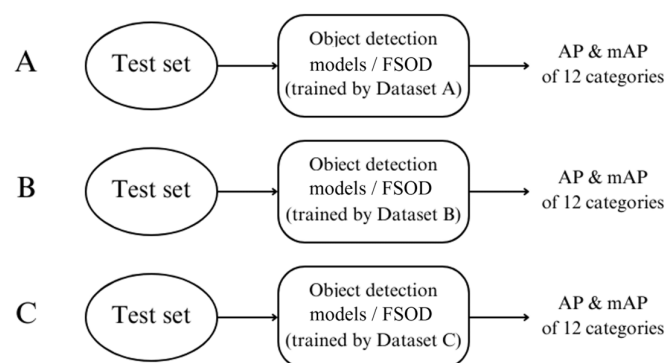 A
Test set
Object detection
models / FSOD
(trained by Dataset A)
AP & mAP
of 12 categories
B
Test set
Object detection
models / FSOD
(trained by Dataset B)
AP & mAP
of 12 categories
C
Test set
Object detection
models / FSOD
(trained by Dataset C)
AP & mAP
of 12 categories